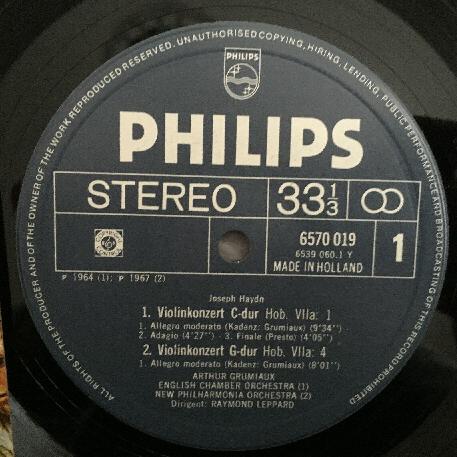 ALL RIGHTS OF THE PRODUCER AND OF THE OWNER OF THE WORK REPRODUCED RESERVED. UNAUTHORISED COPYING, HIRING, LENDING, PUBLIC PERFORMANCE AND BROADCASTING OF THIS RECORD PROHIBITED
PHILIPS
PHILIPS
STEREO
33 1/3
6570 019
6539 060.1 Y
MADE IN HOLLAND
1
P 1964 (1); P 1967 (2)
Joseph Haydn
1. Violinkonzert C-dur Hob. VIIa: 1
1. Allegro moderato (Kadenz: Grumiaux) (9'34'')
2. Adagio (4'27'') - 3. Finale (Presto) (4'05'')
2. Violinkonzert G-dur Hob. VIIa: 4
1. Allegro moderato (Kadenz: Grumiaux) (8'01'')
ARTHUR GRUMIAUX
ENGLISH CHAMBER ORCHESTRA (1)
NEW PHILHARMONIA ORCHESTRA (2)
Dirigent: RAYMOND LEPPARD